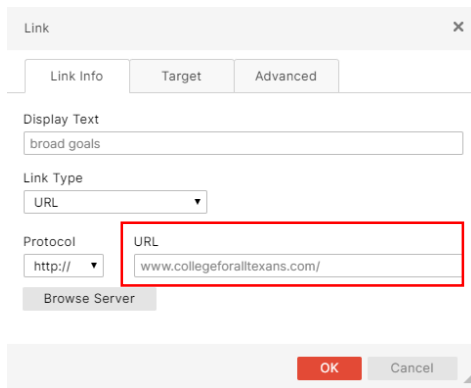 Link
Link Info Target Advanced
Display Text
broad goals
Link Type
URL
Protocol URL
http:// www.collegeforalltexans.com/
Browse Server
OK Cancel